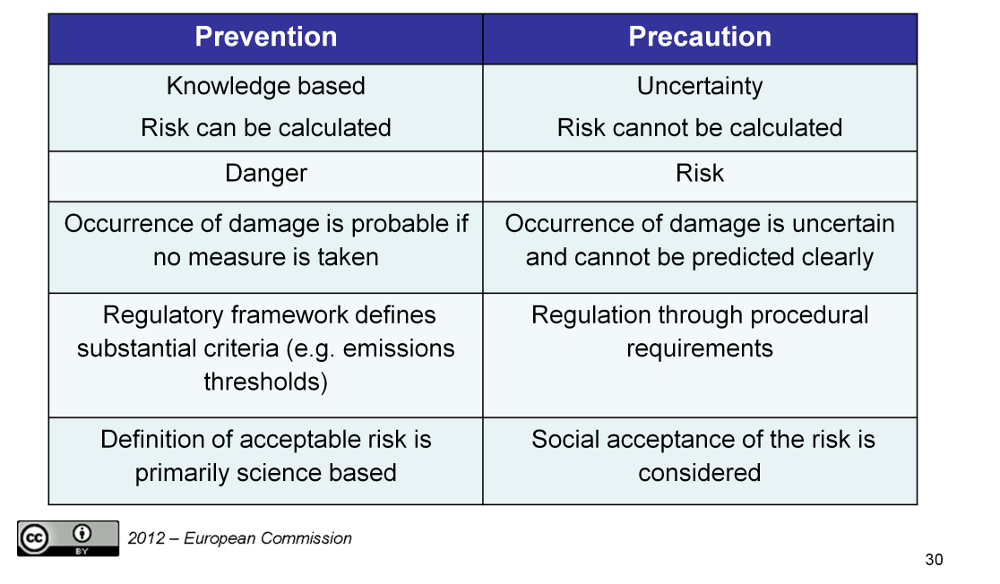 Prevention
Precaution
Knowledge based
Risk can be calculated
Uncertainty
Risk cannot be calculated
Danger
Risk
Occurrence of damage is probable if
no measure is taken
Occurrence of damage is uncertain
and cannot be predicted clearly
Regulatory framework defines
substantial criteria (e.g. emissions
thresholds)
Regulation through procedural
requirements
Definition of acceptable risk is
primarily science based
Social acceptance of the risk is
considered
cc
BY
2012 – European Commission
30